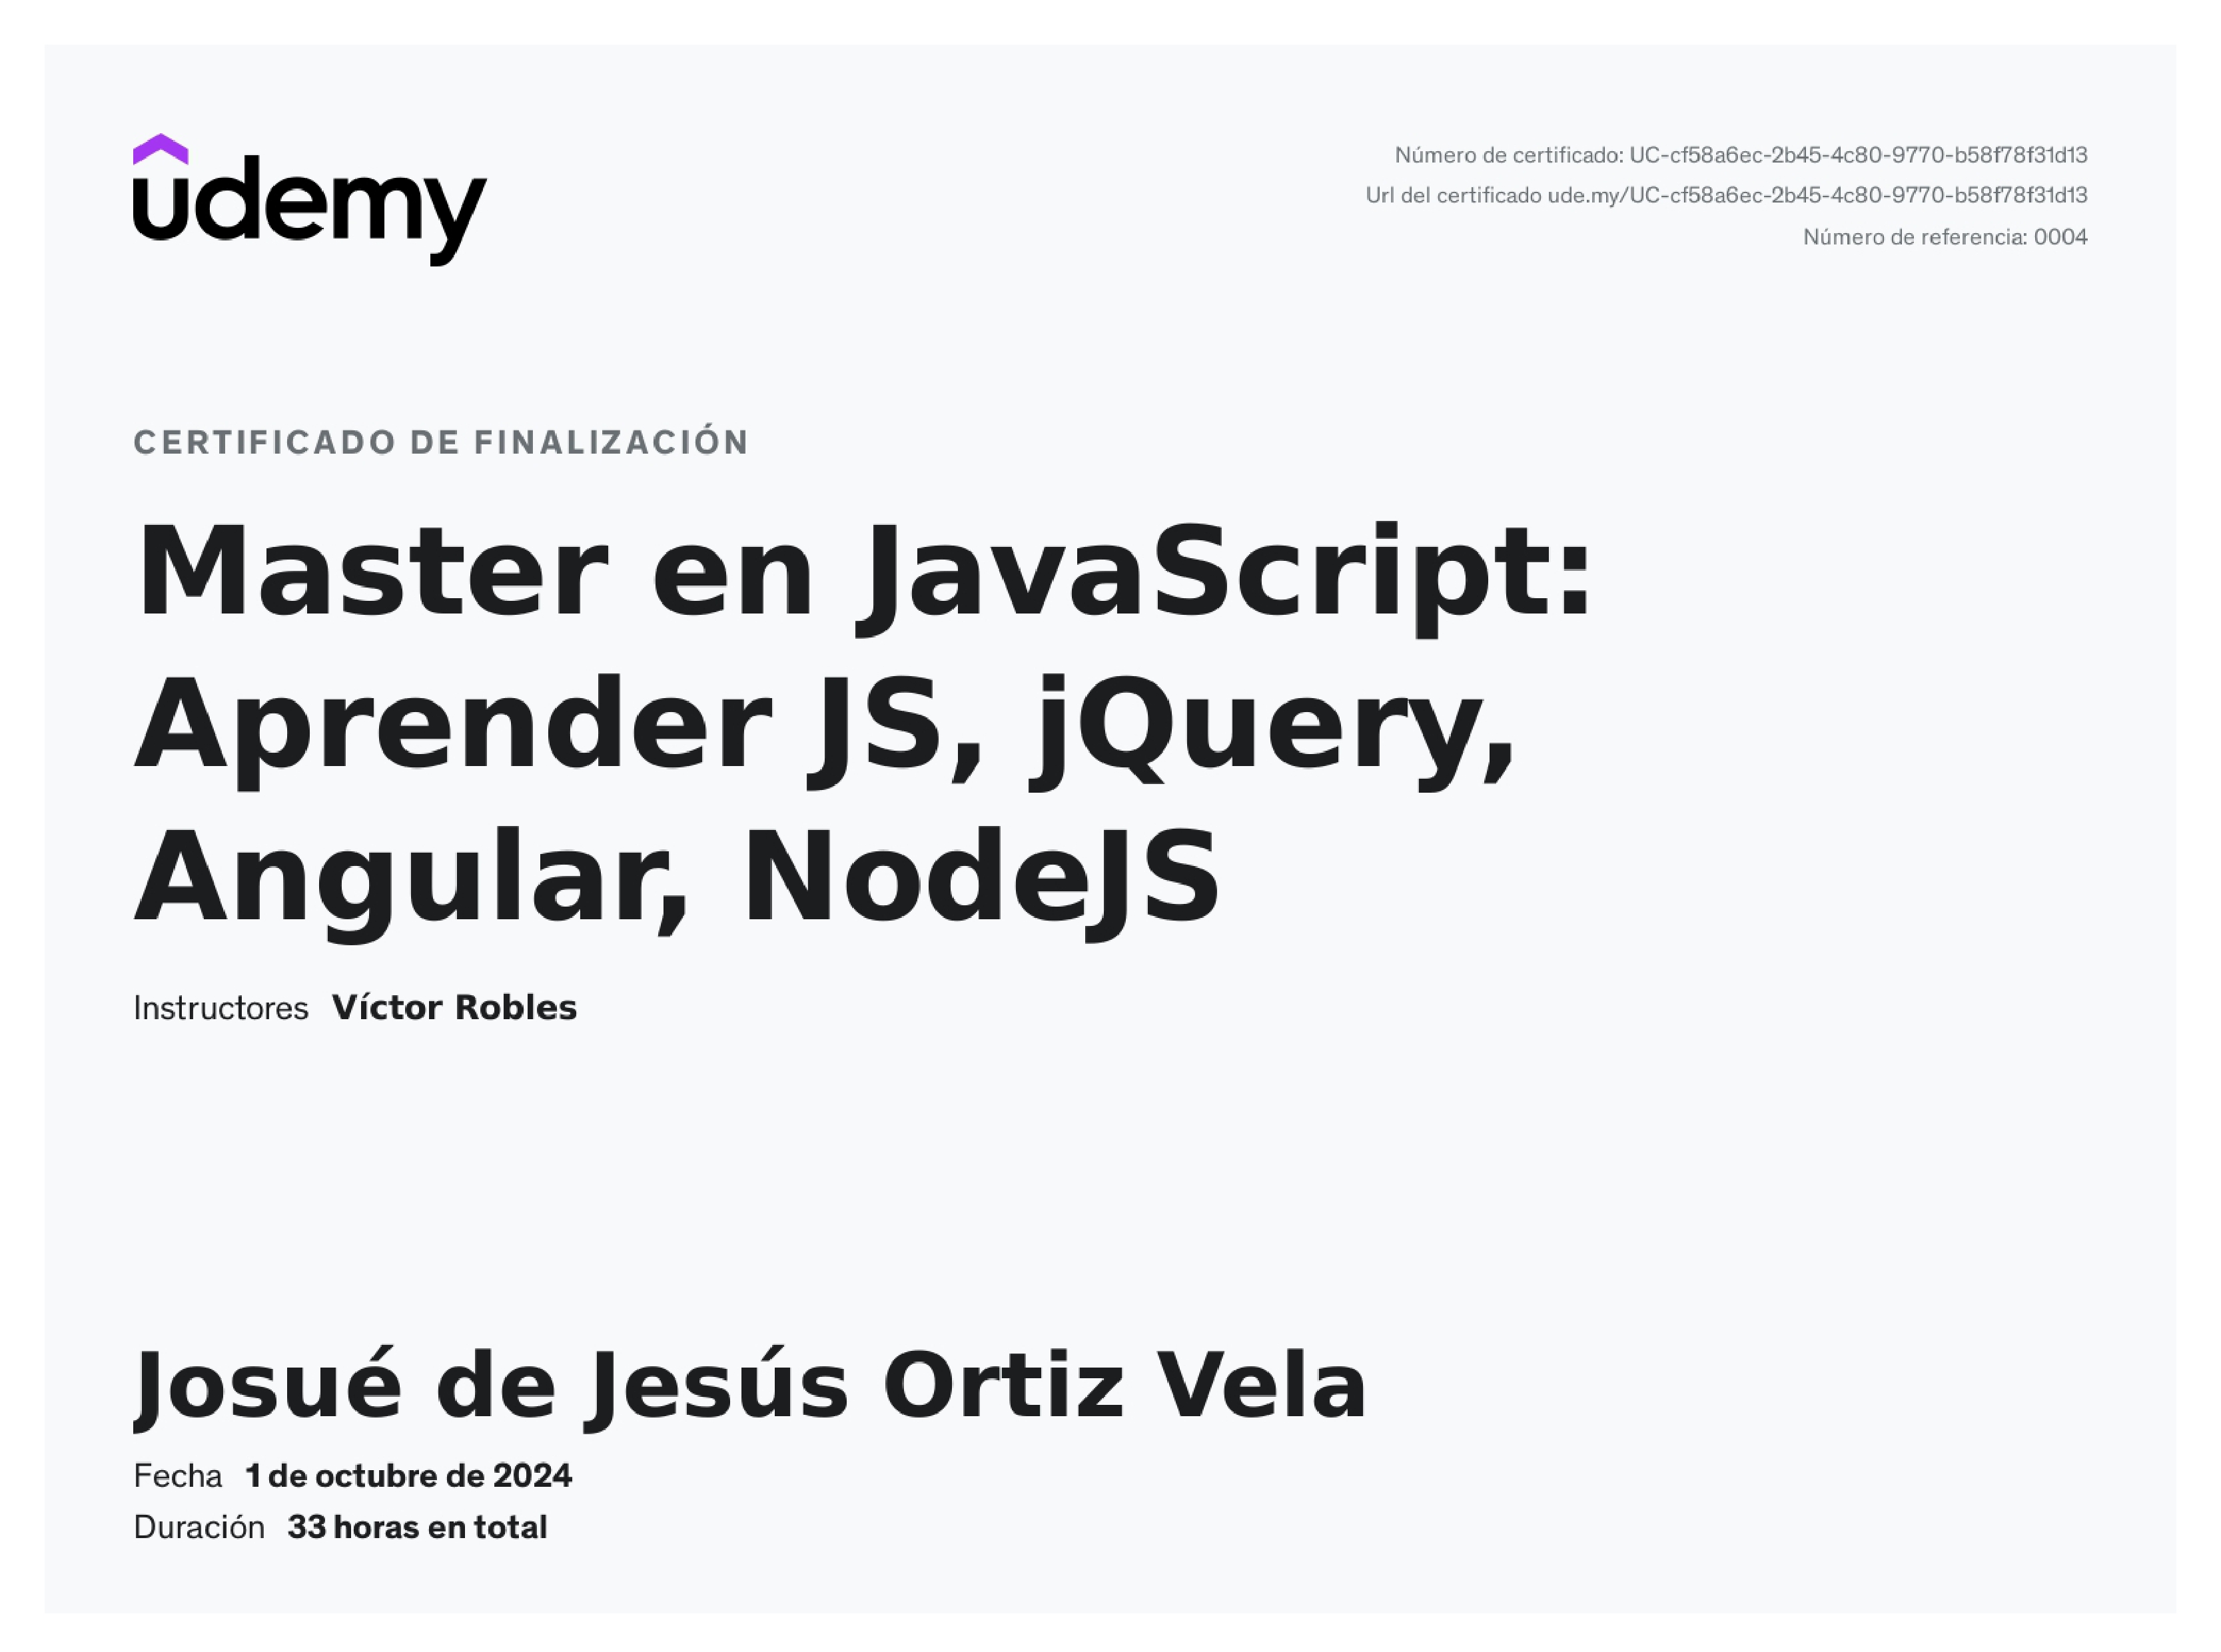 udemy
Número de certificado: UC-cf58a6ec-2b45-4c80-9770-b58f78f31d13
Url del certificado ude.my/UC-cf58a6ec-2b45-4c80-9770-b58f78f31d13
Número de referencia: 0004
CERTIFICADO DE FINALIZACIÓN
Master en JavaScript:
Aprender JS, jQuery,
Angular, NodeJS
Instructores Víctor Robles
Josué de Jesús Ortiz Vela
Fecha 1 de octubre de 2024
Duración 33 horas en total